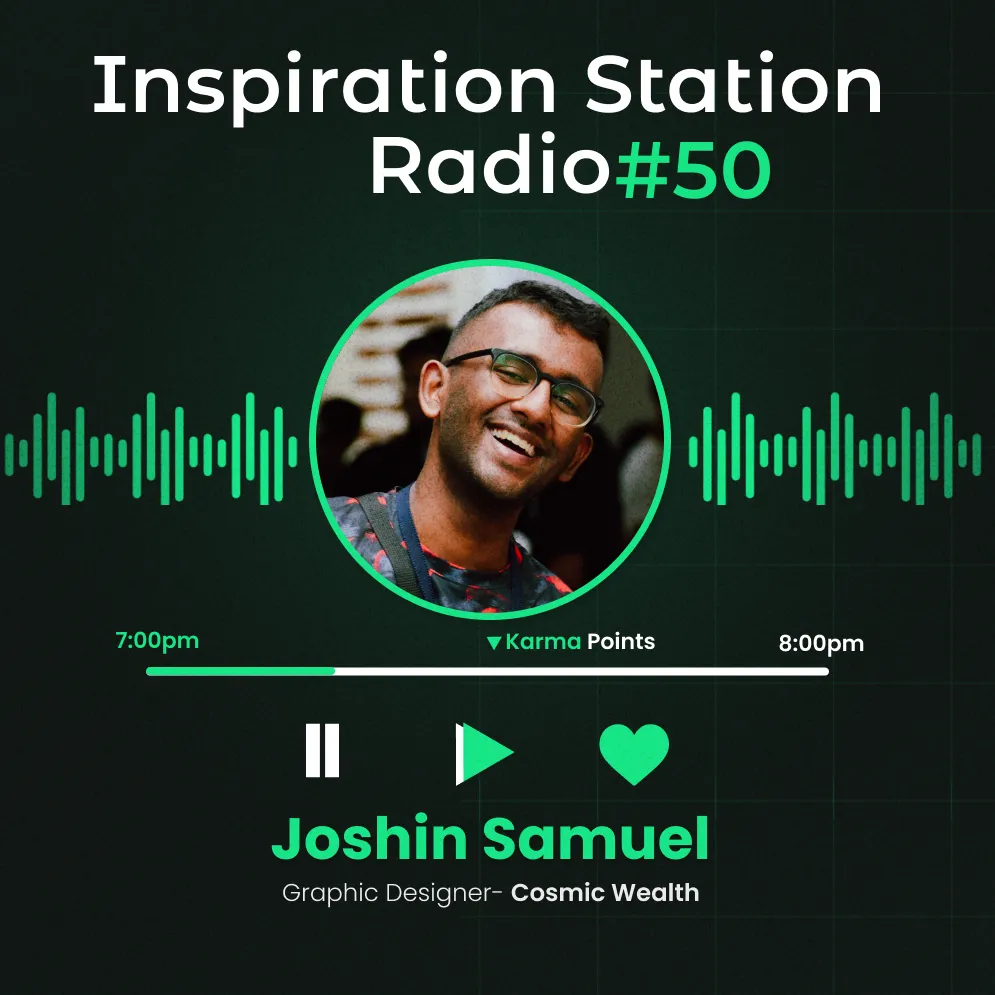 Inspiration Station
Radio#50
7:00pm
Karma Points
8:00pm
Joshin Samuel
Graphic Designer- Cosmic Wealth